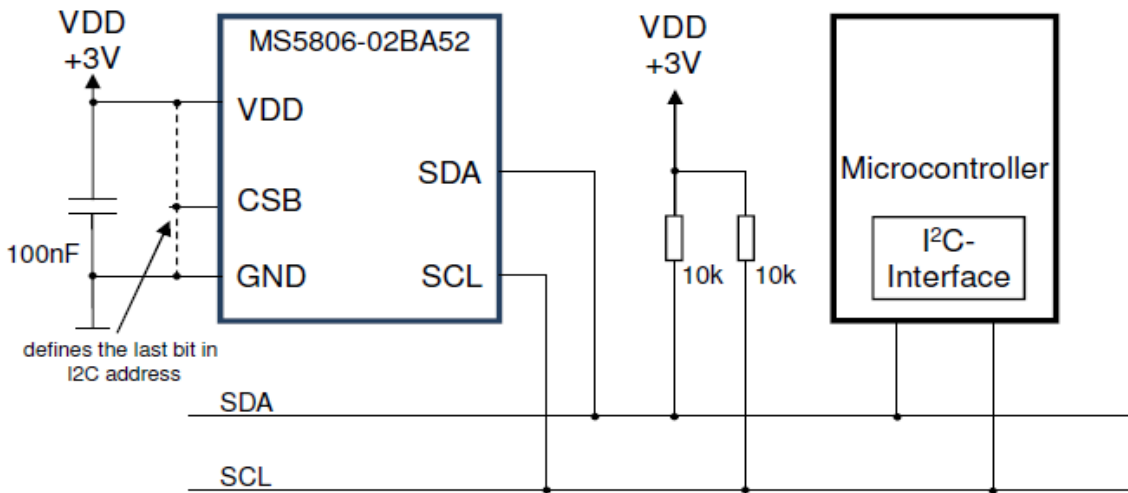 VDD
+3V
MS5806-02BA52
VDD
CSB
GND
SDA
SCL
100nF
defines the last bit in
I2C address
VDD
+3V
10k
10k
Microcontroller
I²C-
Interface
SDA
SCL